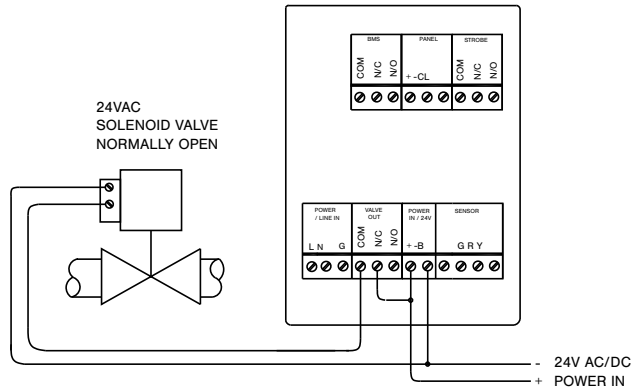 BMS PANEL STROBE
COM N/C N/O + -CL COM N/C N/O
24VAC
SOLENOID VALVE
NORMALLY OPEN
POWER / LINE IN
VALVE OUT
POWER IN / 24V
SENSOR
L N G COM N/C N/O + -B G R Y
- 24V AC/DC
+ POWER IN